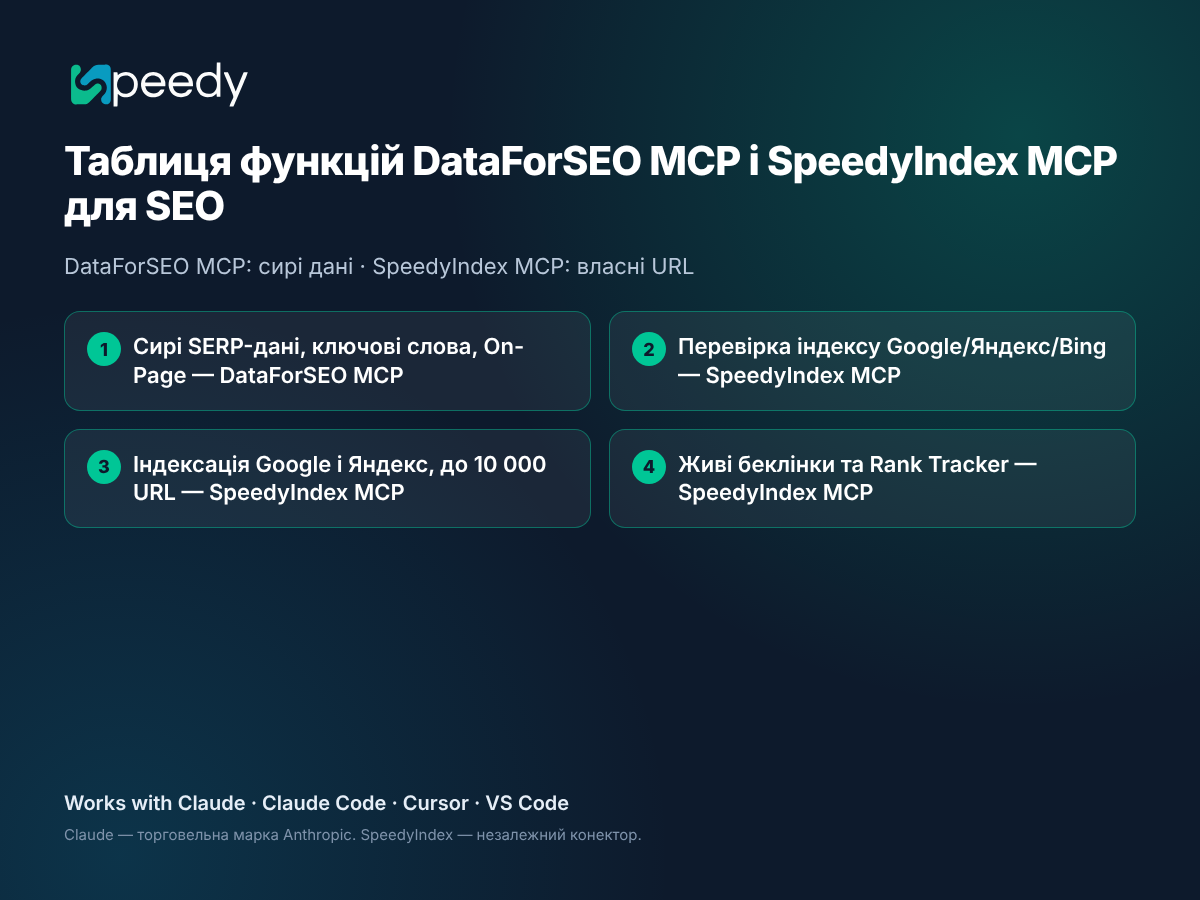 Speedy
Таблиця функцій DataForSEO MCP і SpeedyIndex MCP
для SEO
DataForSEO MCP: сирі дані · SpeedyIndex MCP: власні URL
1
Сирі SERP-дані, ключові слова, On-
Page — DataForSEO MCP
2
Перевірка індексу Google/Яндекс/Bing
— SpeedyIndex MCP
3
Індексація Google і Яндекс, до 10 000
URL — SpeedyIndex MCP
4
Живі беклінки та Rank Tracker —
SpeedyIndex MCP
Works with Claude · Claude Code · Cursor · VS Code
Claude — торговельна марка Anthropic. SpeedyIndex — незалежний конектор.